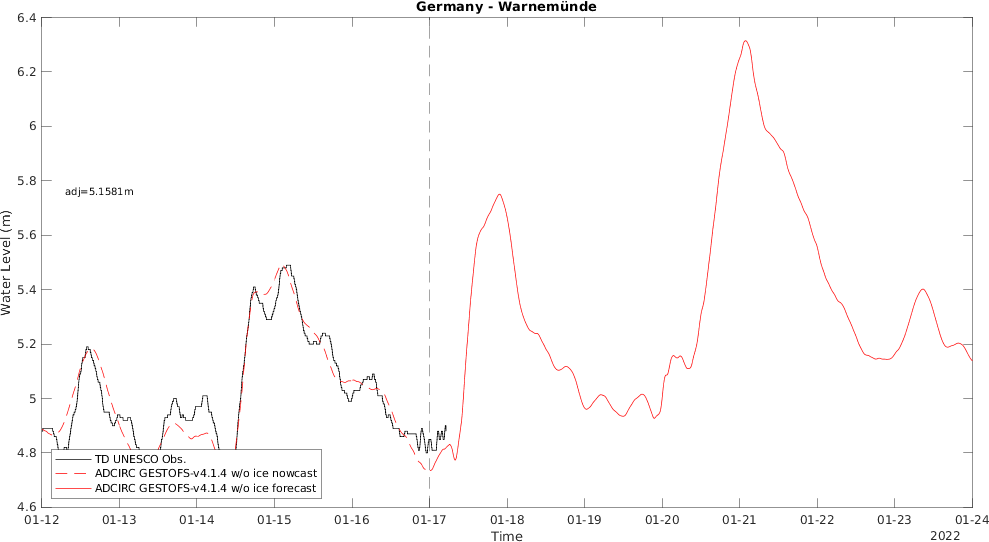 Germany - Warnemünde
6.4
6.2
6
5.8
5.6
5.4
5.2
5
4.8
4.6
Water Level (m)
adj=5.1581m
TD UNESCO Obs.
ADCIRC GESTOFS-v4.1.4 w/o ice nowcast
ADCIRC GESTOFS-v4.1.4 w/o ice forecast
01-12 01-13 01-14 01-15 01-16 01-17 01-18 01-19 01-20 01-21 01-22 01-23 01-24
Time
2022